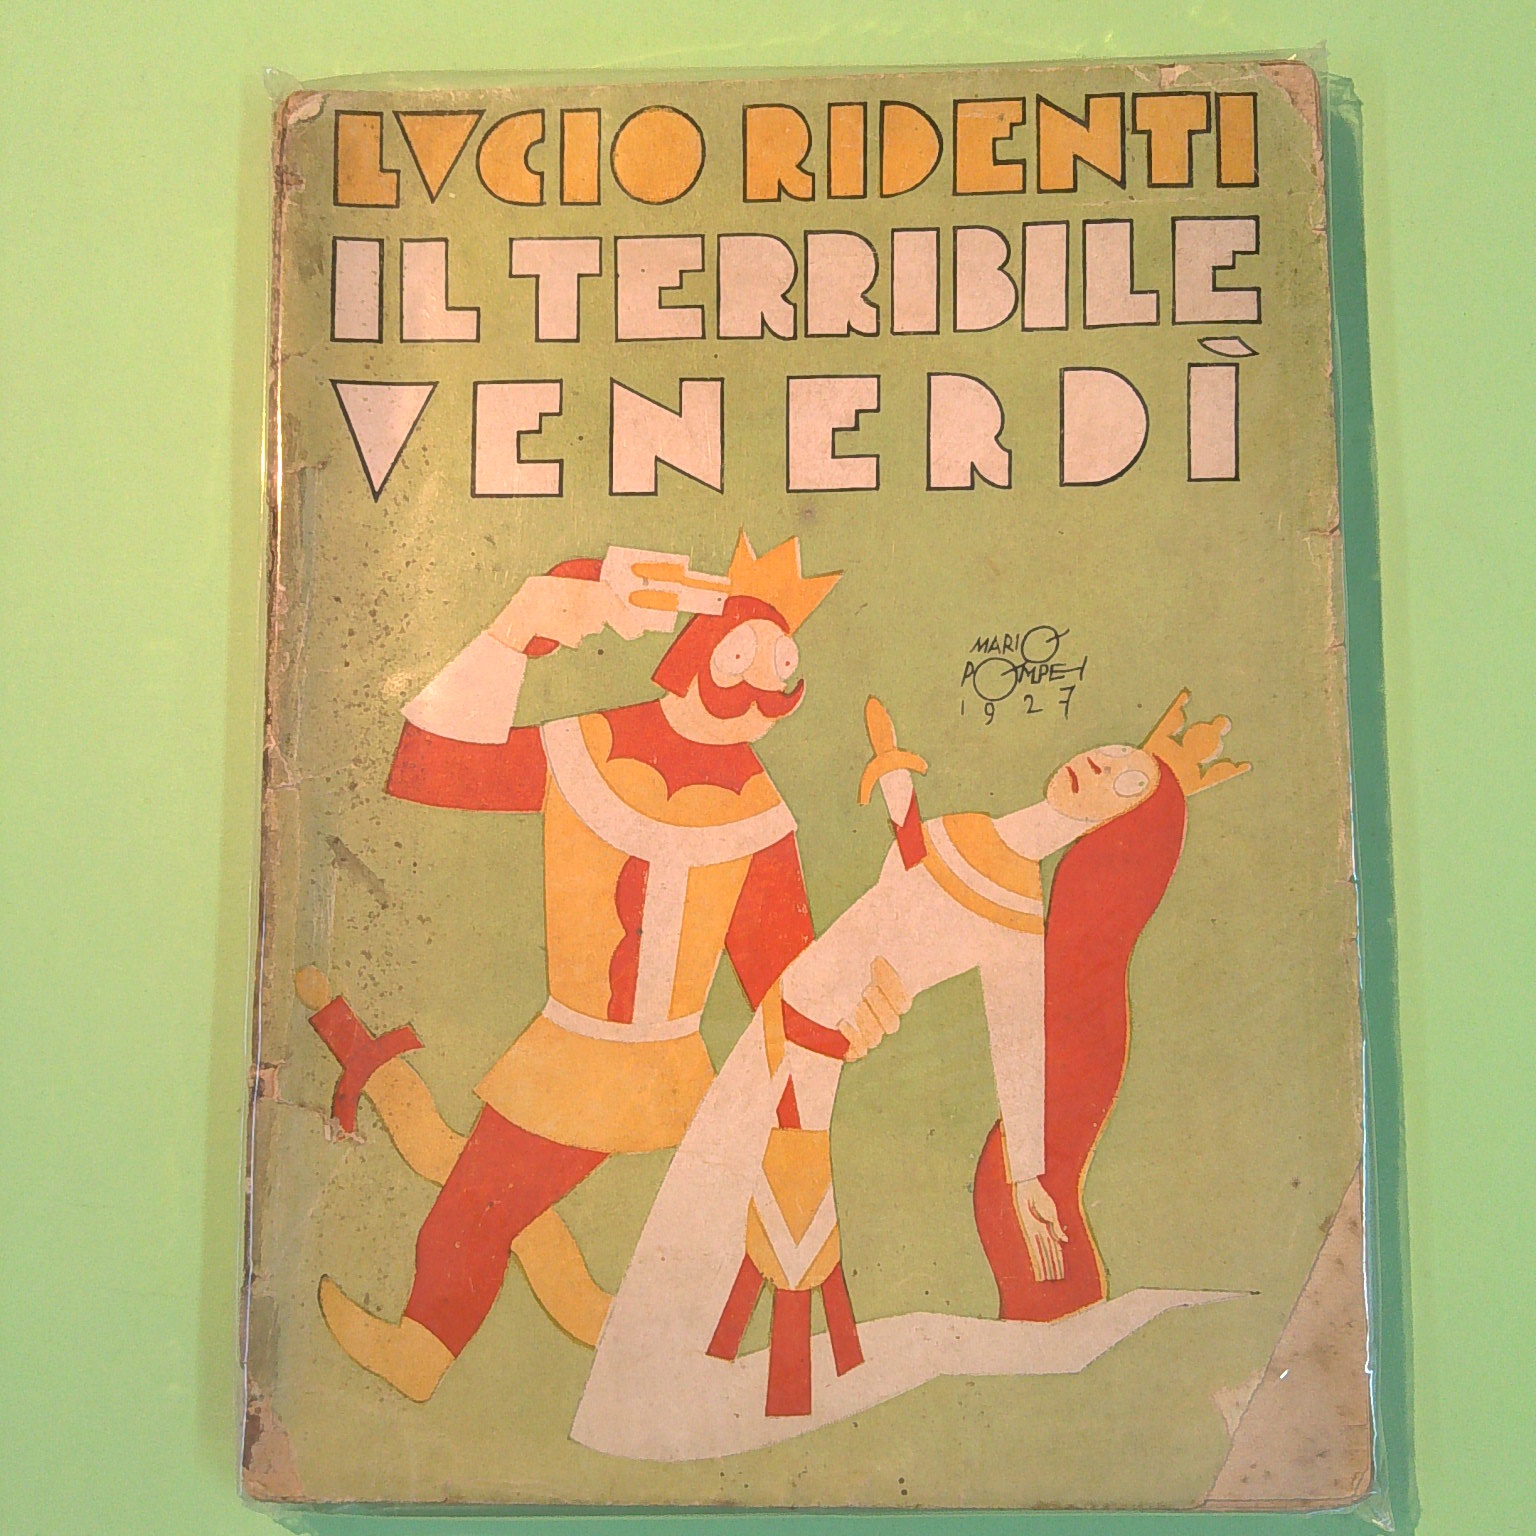 LVCIO RIDENTI
IL TERRIBILE
VENERDÌ
MARIO
POMPEI
1927